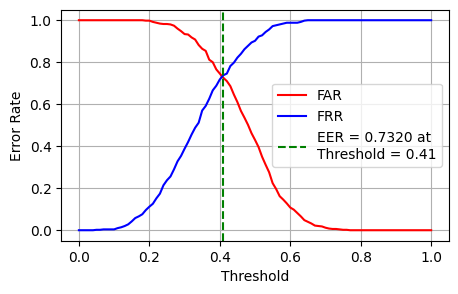 1.0
0.8
0.6
0.4
0.2
0.0
Error Rate
FAR
FRR
EER = 0.7320 at
Threshold = 0.41
0.0 0.2 0.4 0.6 0.8 1.0
Threshold